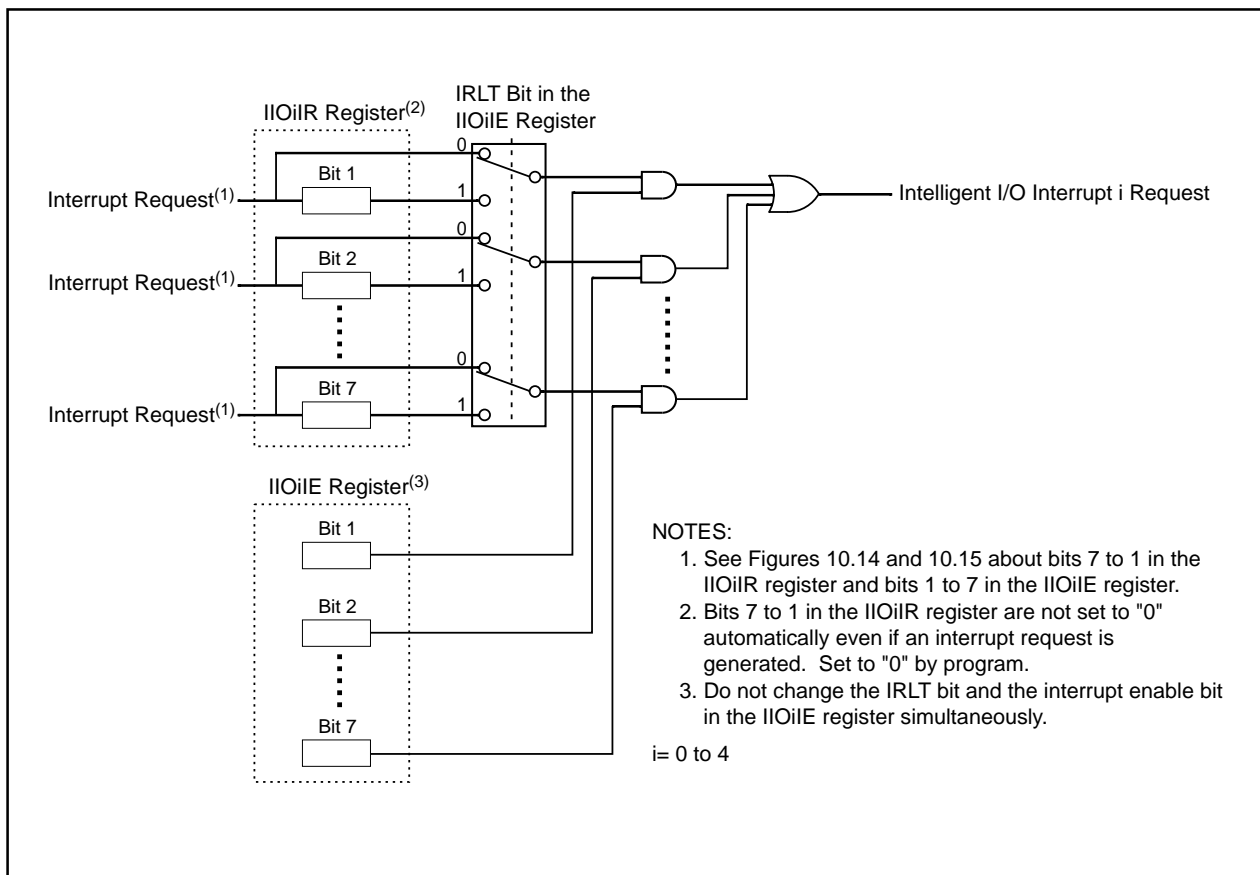 IRLT Bit in the
IIOiIE Register
IIOiIR Register(2)
0
Bit 1
Interrupt Request(1)
1
Intelligent I/O Interrupt i Request
0
Bit 2
Interrupt Request(1)
1
0
Bit 7
Interrupt Request(1)
1
IIOiIE Register(3)
Bit 1
Bit 2
Bit 7
NOTES:
1. See Figures 10.14 and 10.15 about bits 7 to 1 in the
IIOiIR register and bits 1 to 7 in the IIOiIE register.
2. Bits 7 to 1 in the IIOiIR register are not set to "0"
automatically even if an interrupt request is
generated. Set to "0" by program.
3. Do not change the IRLT bit and the interrupt enable bit
in the IIOiIE register simultaneously.
i= 0 to 4